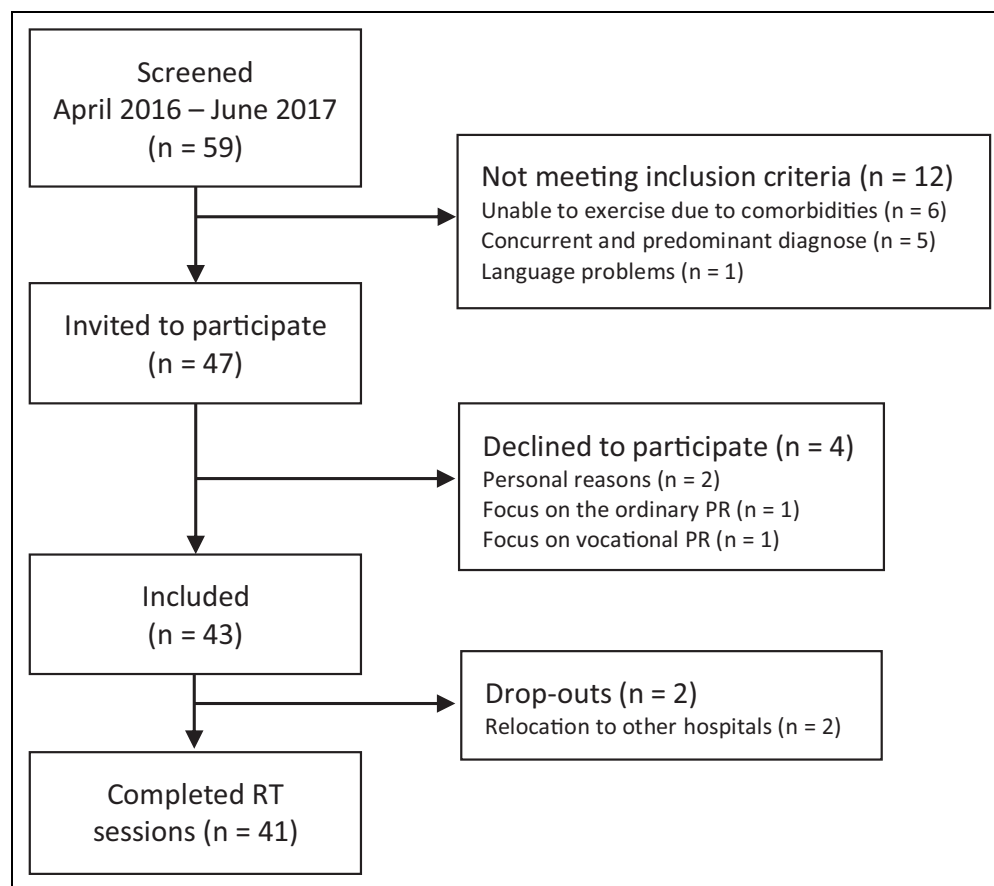 Screened
April 2016 – June 2017
(n = 59)
Not meeting inclusion criteria (n = 12)
Unable to exercise due to comorbidities (n = 6)
Concurrent and predominant diagnose (n = 5)
Language problems (n = 1)
Invited to participate
(n = 47)
Declined to participate (n = 4)
Personal reasons (n = 2)
Focus on the ordinary PR (n = 1)
Focus on vocational PR (n = 1)
Included
(n = 43)
Drop-outs (n = 2)
Relocation to other hospitals (n = 2)
Completed RT
sessions (n = 41)